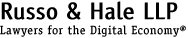 Russo & Hale LLP
Lawyers for the Digital Economy®